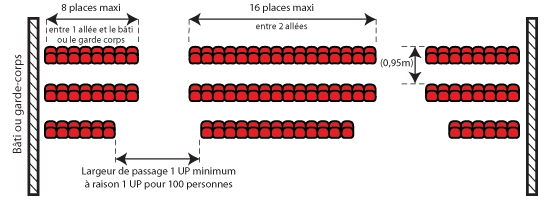 8 places maxi
16 places maxi
entre 1 allée et le bâti
ou le garde corps
entre 2 allées
(0,95m)
Bâti ou garde-corps
Largeur de passage 1 UP minimum
à raison 1 UP pour 100 personnes